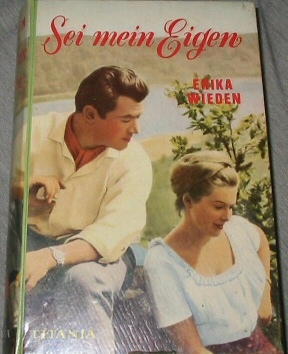 Sei mein Eigen
ERIKA
WIEDEN
TITANIA